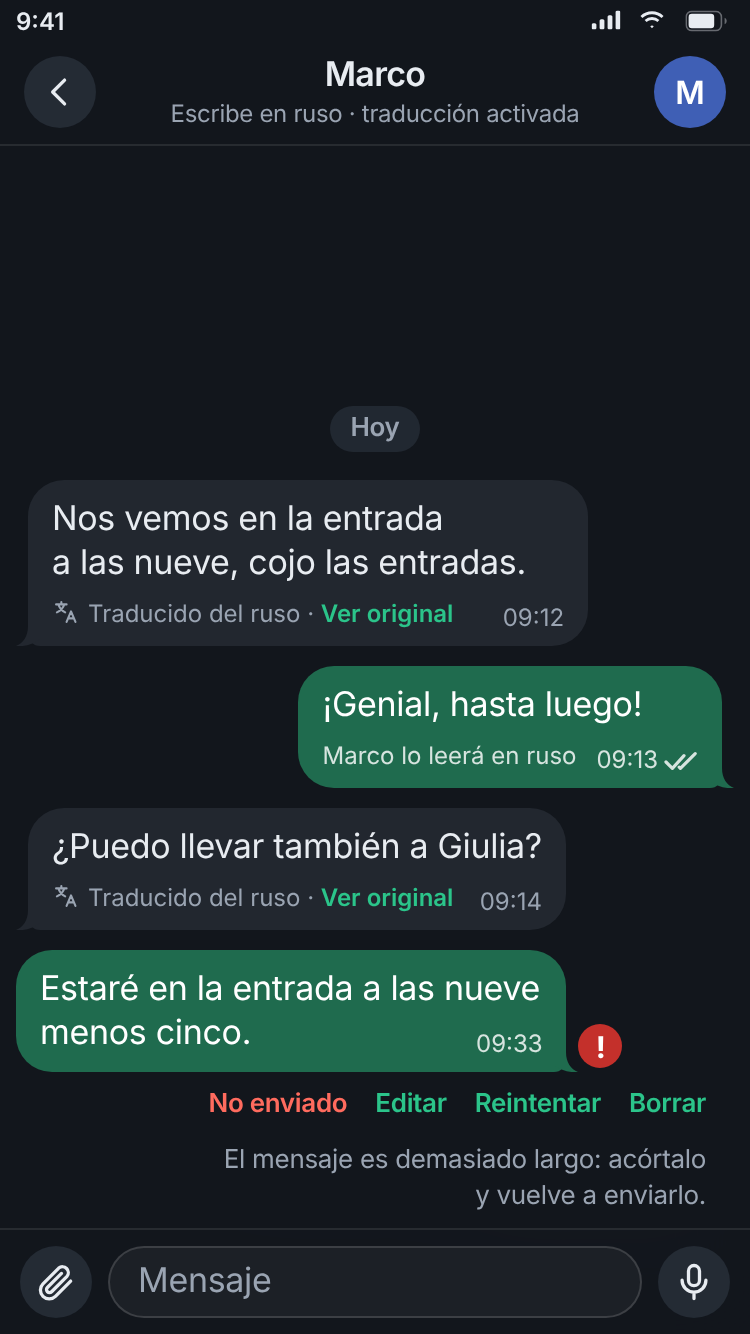 9:41
Marco
Escribe en ruso · traducción activada
M
Hoy
Nos vemos en la entrada
a las nueve, cojo las entradas.
Traducido del ruso · Ver original 09:12
¡Genial, hasta luego!
Marco lo leerá en ruso 09:13
¿Puedo llevar también a Giulia?
Traducido del ruso · Ver original 09:14
Estaré en la entrada a las nueve
menos cinco.
09:33
!
No enviado Editar Reintentar Borrar
El mensaje es demasiado largo: acórtalo
y vuelve a enviarlo.
Mensaje